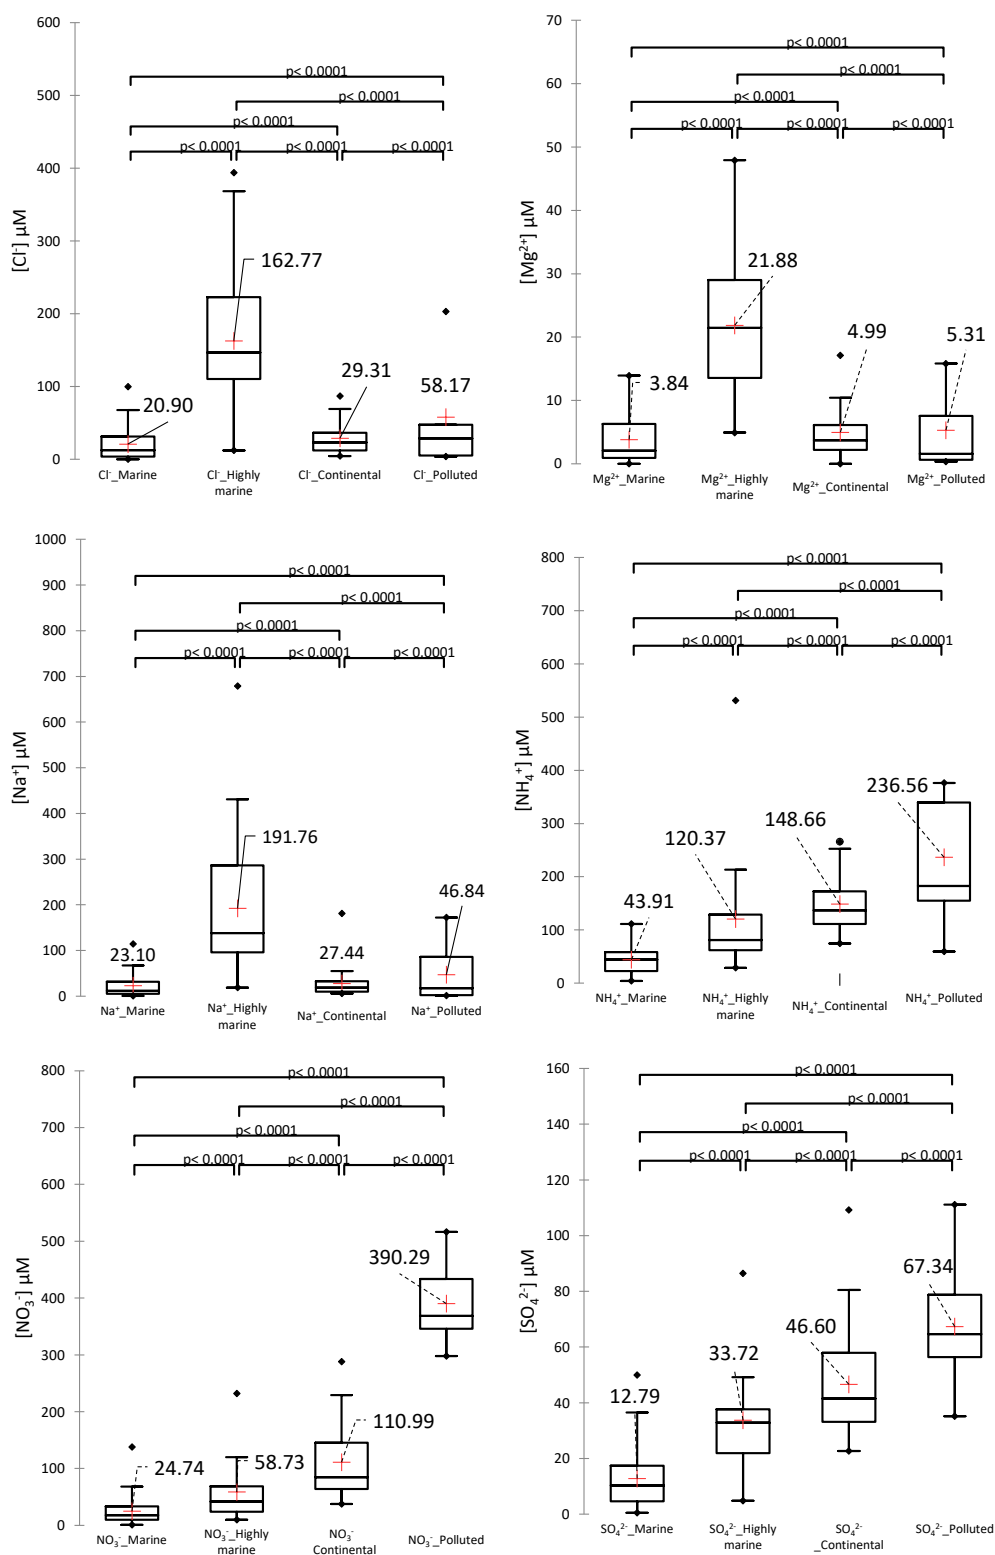 600
500
400
300
200
100
0
[Cl⁻] µM
p< 0.0001
p< 0.0001
p< 0.0001
p< 0.0001 p< 0.0001 p< 0.0001
162.77
20.90
29.31
58.17
Cl⁻_Marine Cl⁻_Highly marine Cl⁻_Continental Cl⁻_Polluted
70
60
50
40
30
20
10
0
[Mg²⁺] µM
p< 0.0001
p< 0.0001
p< 0.0001
p< 0.0001 p< 0.0001 p< 0.0001
21.88
3.84
4.99
5.31
Mg²⁺_Marine Mg²⁺_Highly marine Mg²⁺_Continental Mg²⁺_Polluted
1000
900
800
700
600
500
400
300
200
100
0
[Na⁺] µM
p< 0.0001
p< 0.0001
p< 0.0001
p< 0.0001 p< 0.0001 p< 0.0001
191.76
23.10
27.44
46.84
Na⁺_Marine Na⁺_Highly marine Na⁺_Continental Na⁺_Polluted
800
700
600
500
400
300
200
100
0
[NH₄⁺] µM
p< 0.0001
p< 0.0001
p< 0.0001
p< 0.0001 p< 0.0001 p< 0.0001
43.91
120.37
148.66
236.56
NH₄⁺_Marine NH₄⁺_Highly marine NH₄⁺_Continental NH₄⁺_Polluted
800
700
600
500
400
300
200
100
0
[NO₃⁻] µM
p< 0.0001
p< 0.0001
p< 0.0001
p< 0.0001 p< 0.0001 p< 0.0001
24.74
58.73
110.99
390.29
NO₃⁻_Marine NO₃⁻_Highly marine NO₃⁻ Continental NO₃⁻_Polluted
160
140
120
100
80
60
40
20
0
[SO₄²⁻] µM
p< 0.0001
p< 0.0001
p< 0.0001
p< 0.0001 p< 0.0001 p< 0.0001
12.79
33.72
46.60
67.34
SO₄²⁻_Marine SO₄²⁻_Highly marine SO₄²⁻ _Continental SO₄²⁻_Polluted